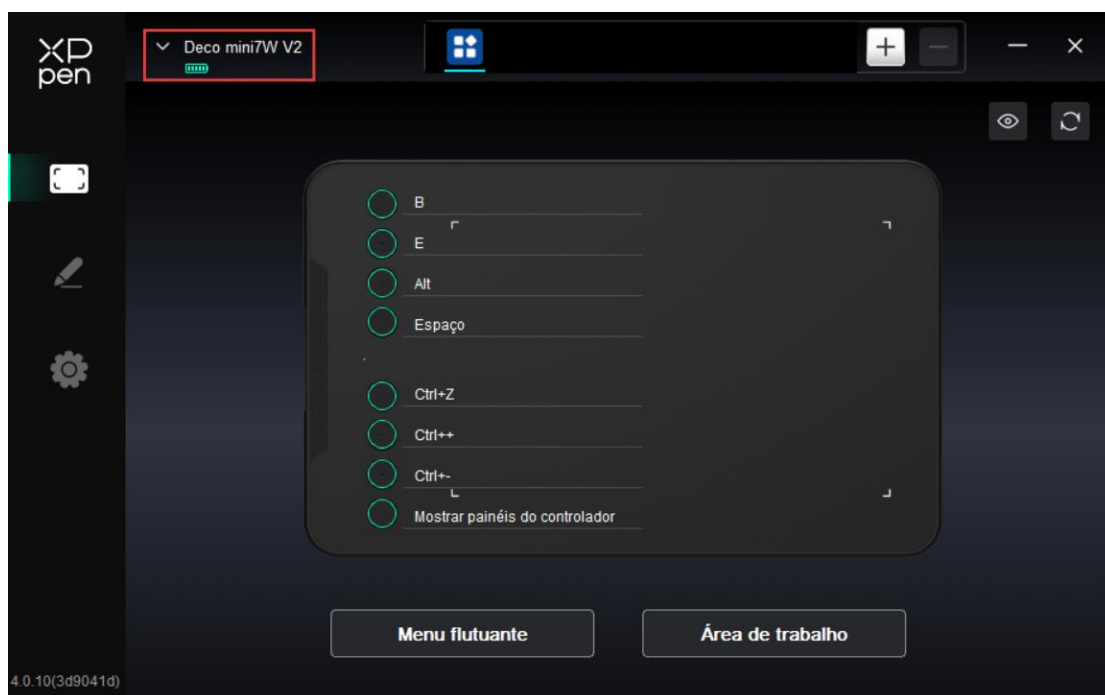 XP
pen
Deco mini7W V2
B
E
Alt
Espaço
Ctrl+Z
Ctrl++
Ctrl+-
Mostrar painéis do controlador
Menu flutuante
Área de trabalho
4.0.10(3d9041d)